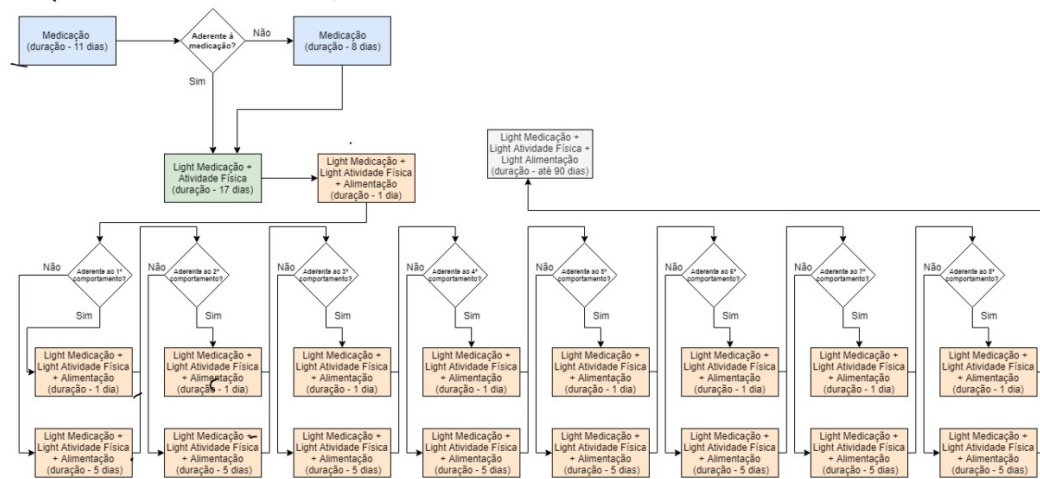 Medicação
(duração - 11 dias)
Aderente à
medicação?
Não
Medicação
(duração - 8 dias)
Sim
Light Medicação +
Atividade Física
(duração - 17 dias)
Light Medicação +
Light Atividade Física
+ Alimentação
(duração - 1 dia)
Light Medicação +
Light Atividade Física +
Light Alimentação
(duração - até 90 dias)
Não
Aderente ao 1º
comportamento?
Sim
Não
Aderente ao 2º
comportamento?
Sim
Não
Aderente ao 3º
comportamento?
Sim
Não
Aderente ao 4º
comportamento?
Sim
Não
Aderente ao 5º
comportamento?
Sim
Não
Aderente ao 6º
comportamento?
Sim
Não
Aderente ao 7º
comportamento?
Sim
Não
Aderente ao 8º
comportamento?
Sim
Light Medicação +
Light Atividade Física
+ Alimentação
(duração - 1 dia)
Light Medicação +
Light Atividade Física
+ Alimentação
(duração - 1 dia)
Light Medicação +
Light Atividade Física
+ Alimentação
(duração - 1 dia)
Light Medicação +
Light Atividade Física
+ Alimentação
(duração - 1 dia)
Light Medicação +
Light Atividade Física
+ Alimentação
(duração - 1 dia)
Light Medicação +
Light Atividade Física
+ Alimentação
(duração - 1 dia)
Light Medicação +
Light Atividade Física
+ Alimentação
(duração - 1 dia)
Light Medicação +
Light Atividade Física
+ Alimentação
(duração - 1 dia)
Light Medicação +
Light Atividade Física
+ Alimentação
(duração - 5 dias)
Light Medicação +
Light Atividade Física
+ Alimentação
(duração - 5 dias)
Light Medicação +
Light Atividade Física
+ Alimentação
(duração - 5 dias)
Light Medicação +
Light Atividade Física
+ Alimentação
(duração - 5 dias)
Light Medicação +
Light Atividade Física
+ Alimentação
(duração - 5 dias)
Light Medicação +
Light Atividade Física
+ Alimentação
(duração - 5 dias)
Light Medicação +
Light Atividade Física
+ Alimentação
(duração - 5 dias)
Light Medicação +
Light Atividade Física
+ Alimentação
(duração - 5 dias)